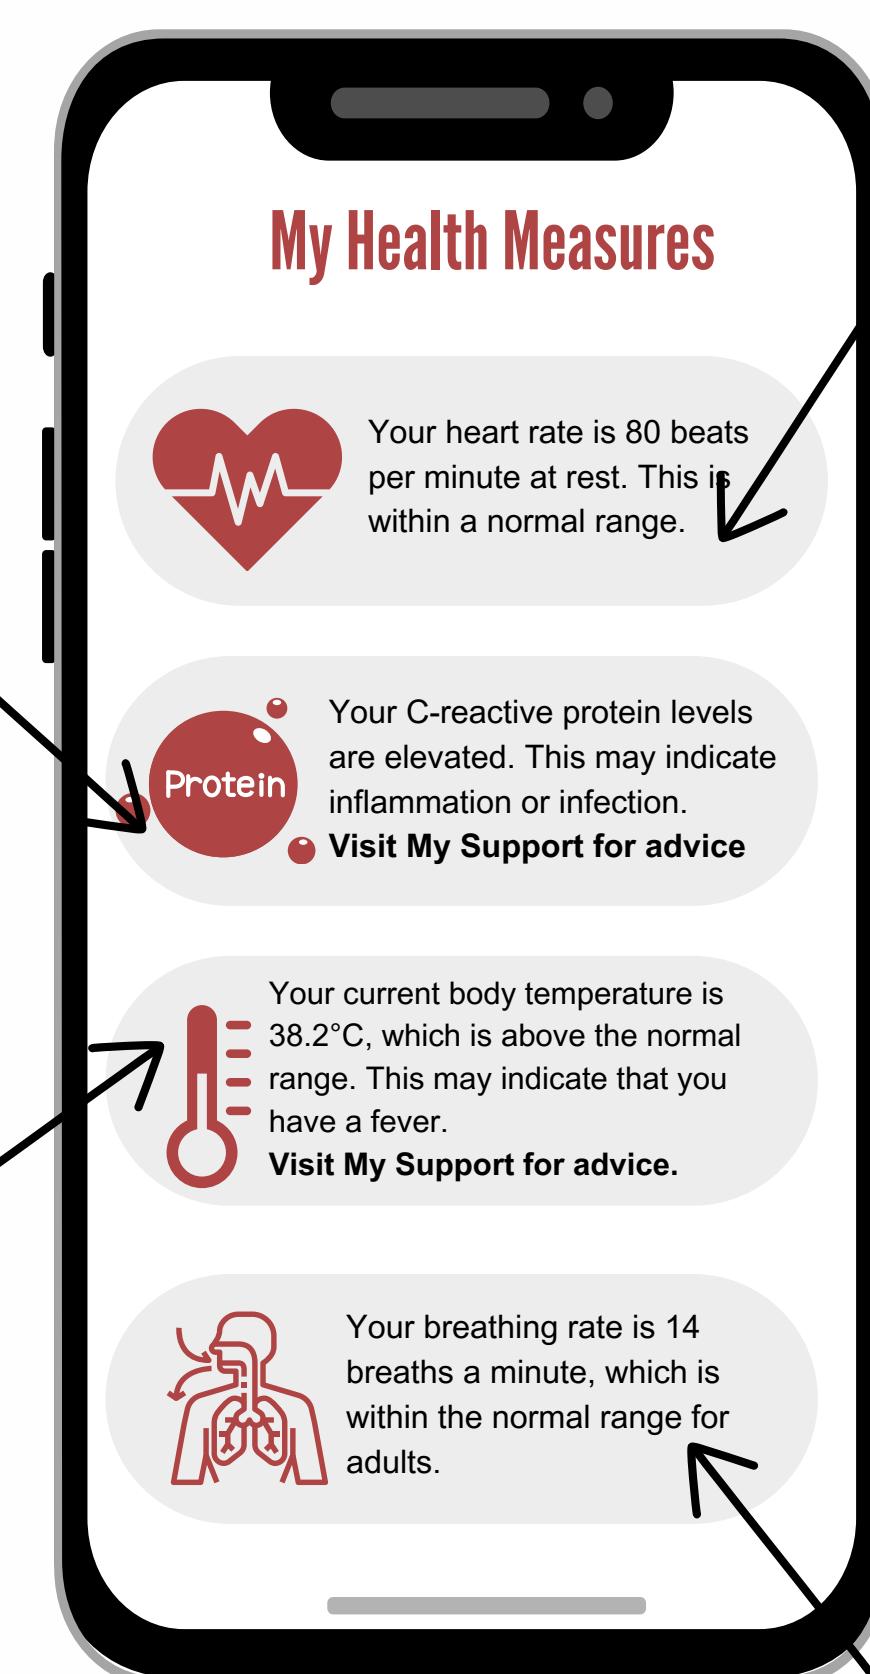 My Health Measures
Your heart rate is 80 beats
per minute at rest. This is
within a normal range.
Protein
Your C-reactive protein levels
are elevated. This may indicate
inflammation or infection.
Visit My Support for advice
Your current body temperature is
38.2°C, which is above the normal
range. This may indicate that you
have a fever.
Visit My Support for advice.
Your breathing rate is 14
breaths a minute, which is
within the normal range for
adults.